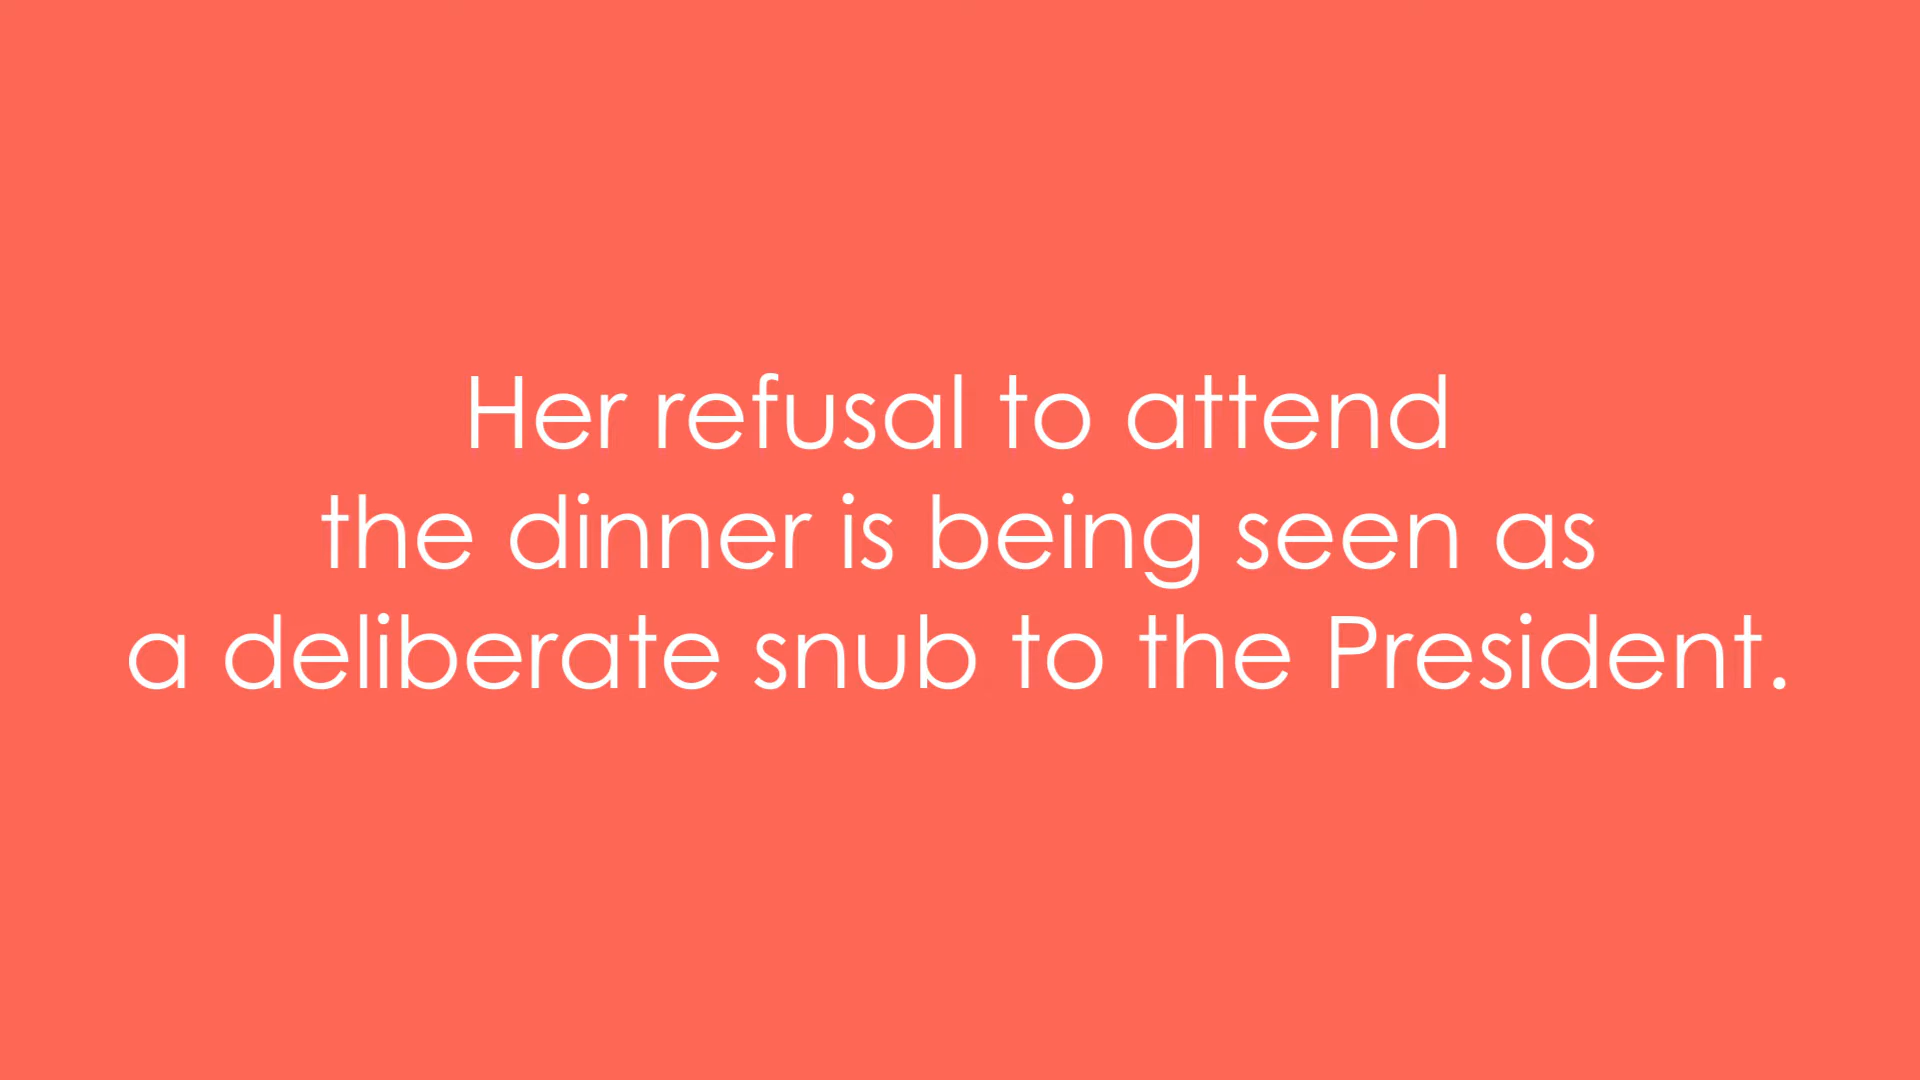 Her refusal to attend
the dinner is being seen as
a deliberate snub to the President.